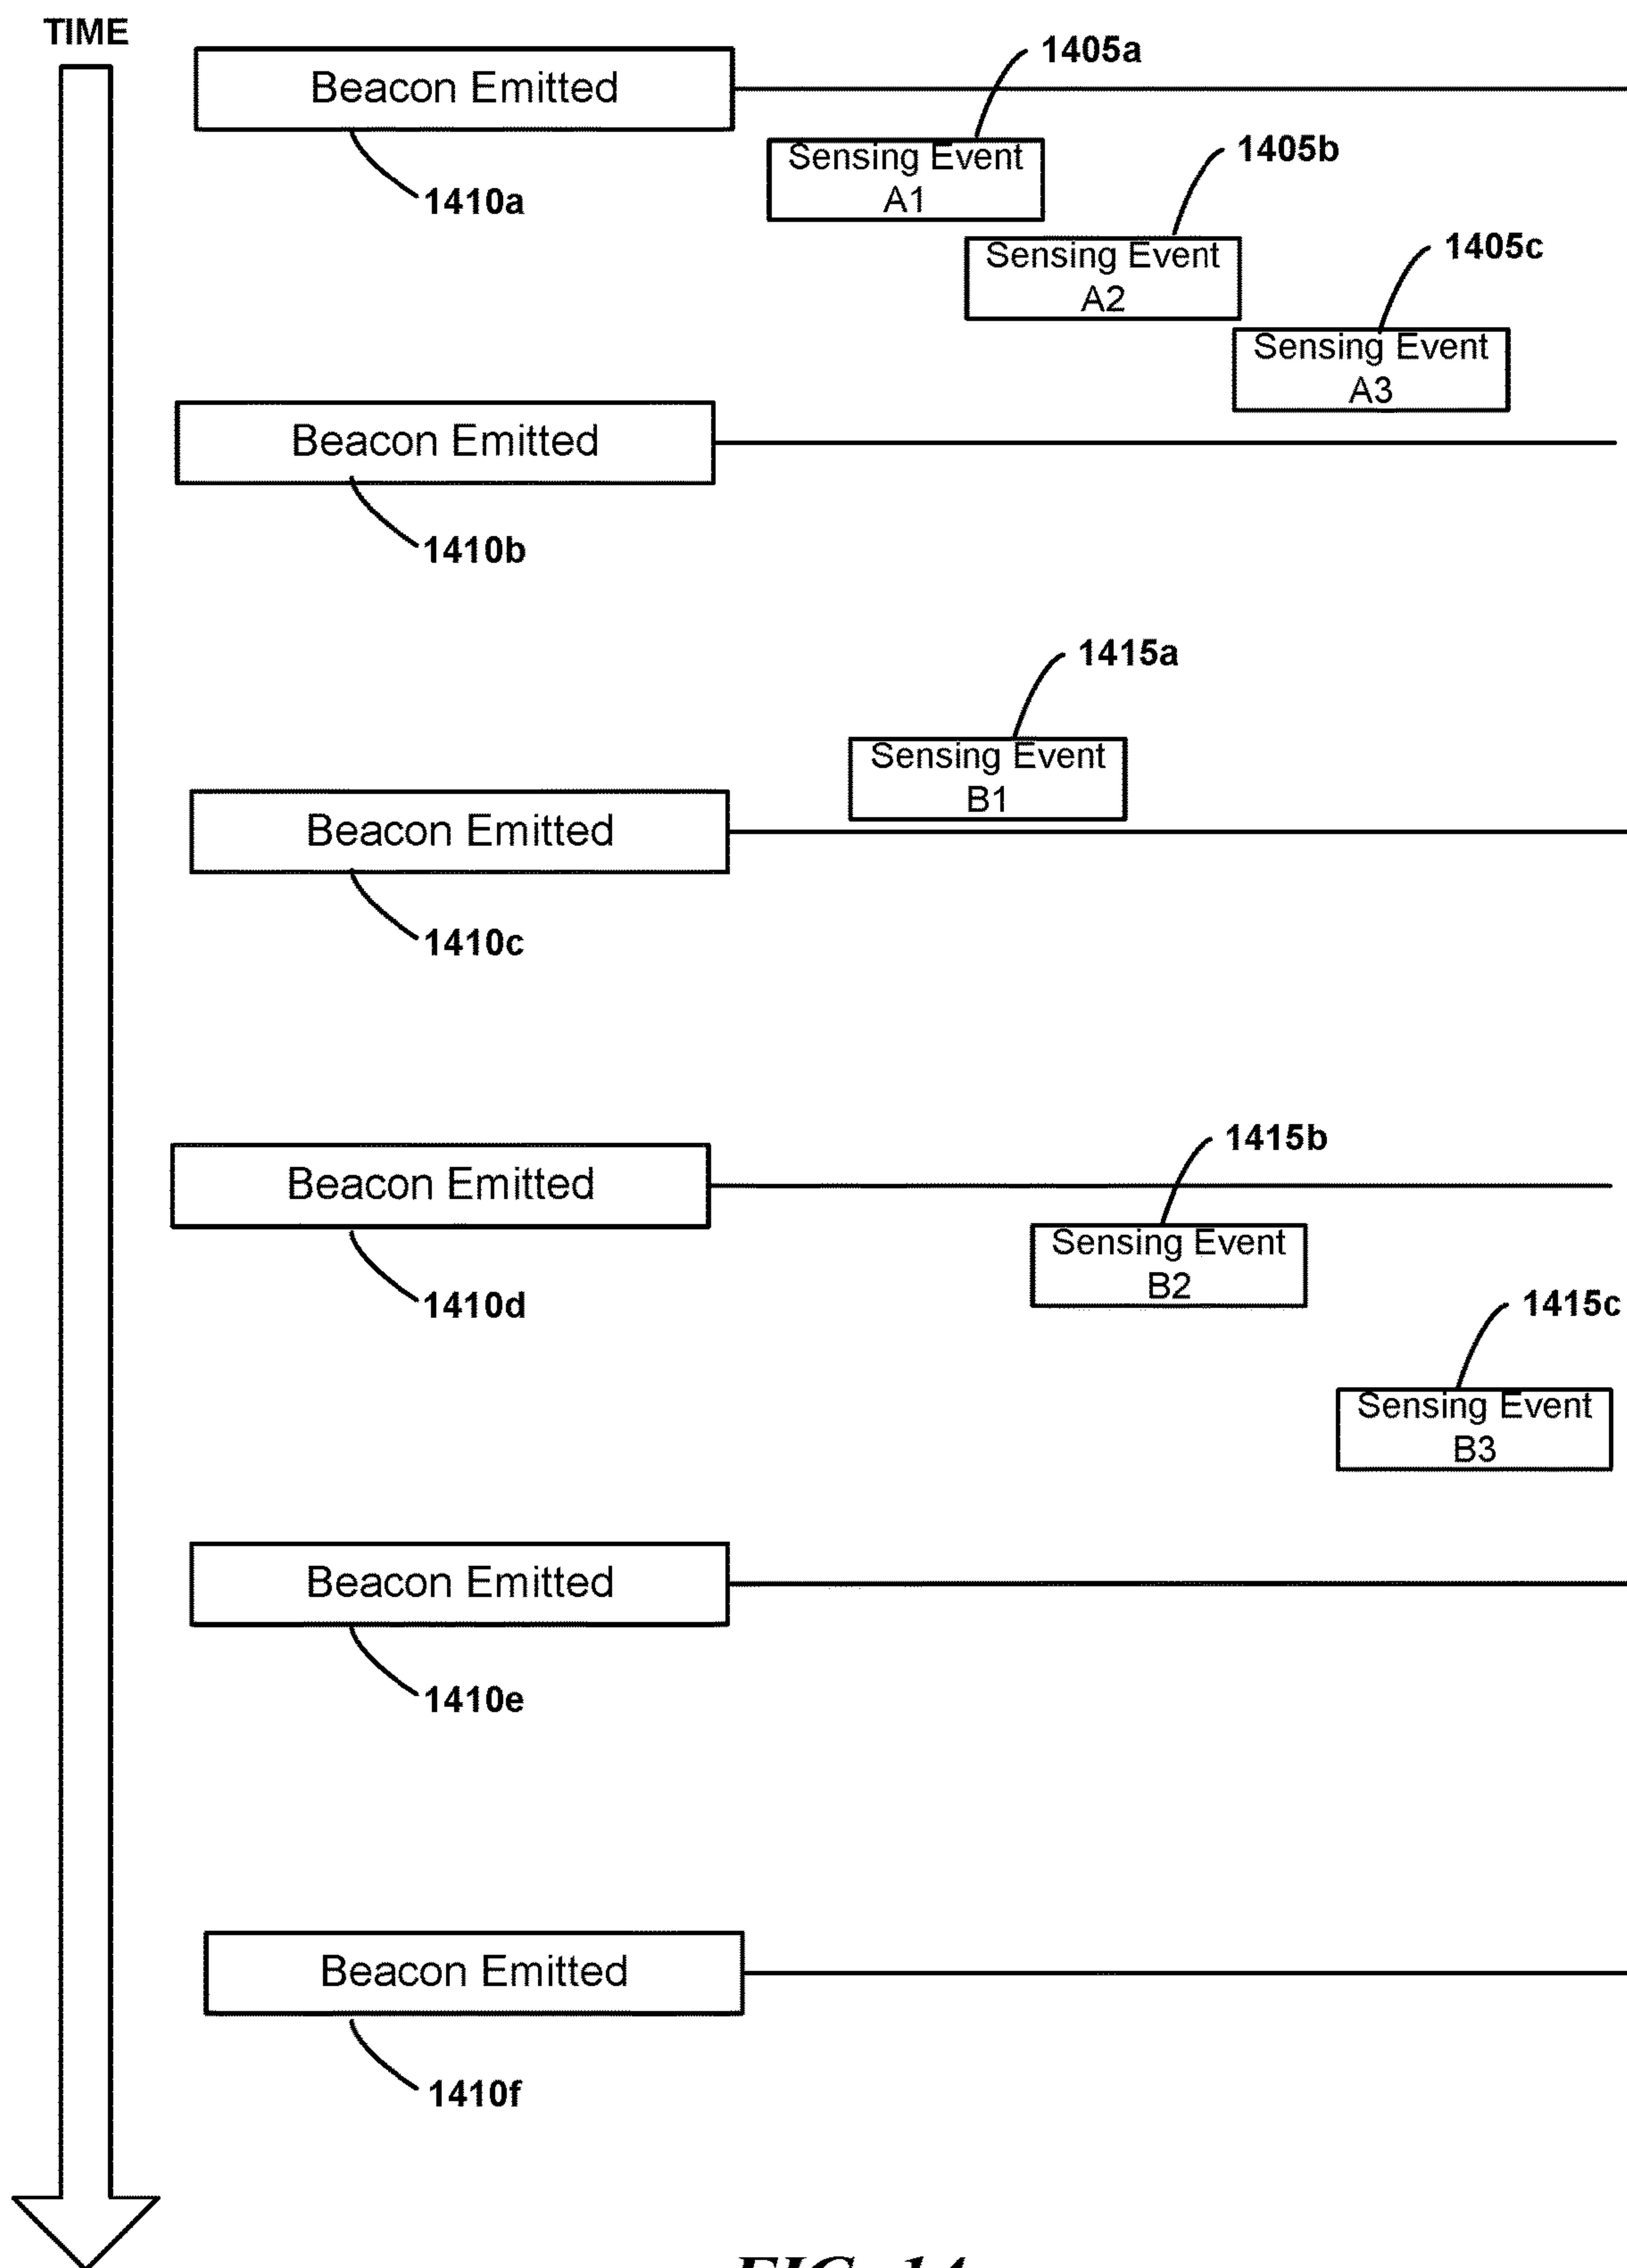 TIME
Beacon Emitted
1405a
Sensing Event
A1
1410a
1405b
Sensing Event
A2
1405c
Sensing Event
A3
Beacon Emitted
1410b
1415a
Sensing Event
B1
Beacon Emitted
1410c
1415b
Beacon Emitted
Sensing Event
B2
1410d
1415c
Sensing Event
B3
Beacon Emitted
1410e
Beacon Emitted
1410f
FIG. 14